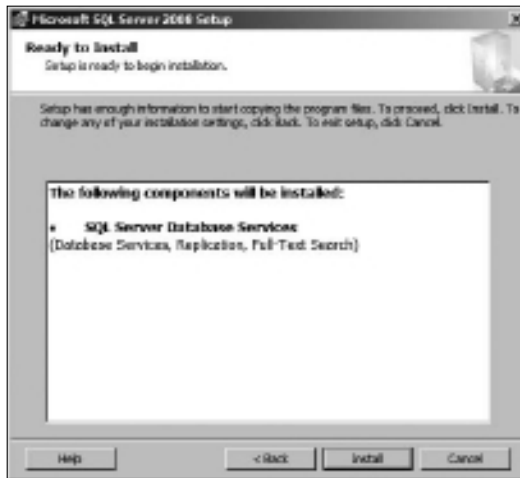 Microsoft SQL Server 2008 Setup
Ready to Install
Setup is ready to begin installation.
Setup has enough information to start copying the program files. To proceed, click Install. To
change any of your installation settings, click Back. To exit setup, click Cancel.
The following components will be installed:
• SQL Server Database Services
(Database Services, Replication, Full-Text Search)
Help
< Back
Install
Cancel